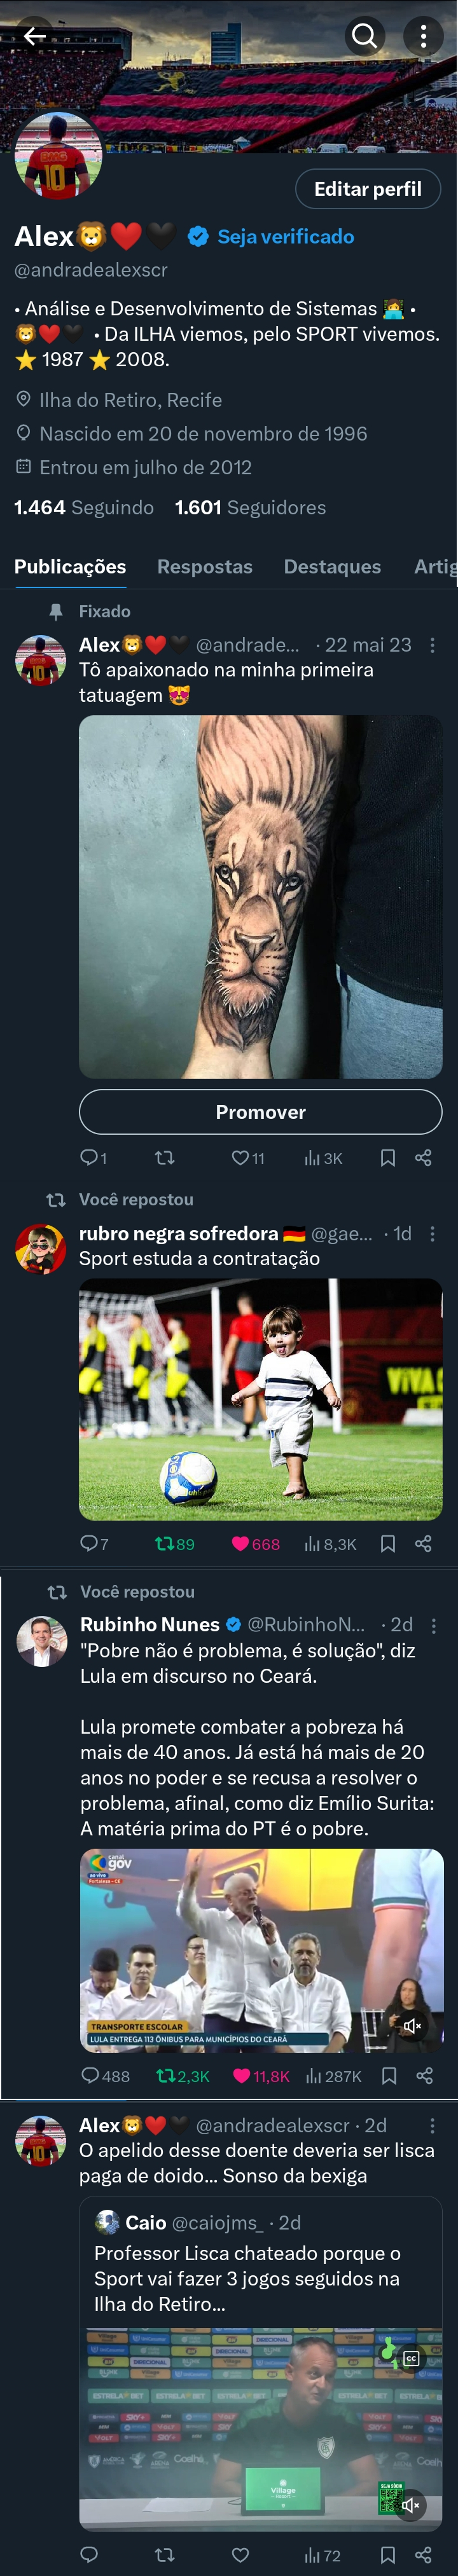 Editar perfil
Alex🦁❤️🖤 Seja verificado
@andradealexscr
• Análise e Desenvolvimento de Sistemas 👩‍💻 •
🦁❤️🖤 • Da ILHA viemos, pelo SPORT vivemos.
⭐ 1987 ⭐ 2008.
Ilha do Retiro, Recife
Nascido em 20 de novembro de 1996
Entrou em julho de 2012
1.464 Seguindo 1.601 Seguidores
Publicações Respostas Destaques Artig
Fixado
Alex🦁❤️🖤 @andrade... · 22 mai 23
Tô apaixonado na minha primeira
tatuagem 😻
Promover
1 11 3K
Você repostou
rubro negra sofredora 🇩🇪 @gae... · 1d
Sport estuda a contratação
VIVA
7 89 668 8,3K
Você repostou
Rubinho Nunes @RubinhoN... · 2d
"Pobre não é problema, é solução", diz
Lula em discurso no Ceará.
Lula promete combater a pobreza há
mais de 40 anos. Já está há mais de 20
anos no poder e se recusa a resolver o
problema, afinal, como diz Emílio Surita:
A matéria prima do PT é o pobre.
canal
gov
ao vivo
Fortaleza - CE
TRANSPORTE ESCOLAR
LULA ENTREGA 113 ÔNIBUS PARA MUNICÍPIOS DO CEARÁ
488 2,3K 11,8K 287K
Alex🦁❤️🖤 @andradealexscr · 2d
O apelido desse doente deveria ser lisca
paga de doido... Sonso da bexiga
Caio @caiojms_ · 2d
Professor Lisca chateado porque o
Sport vai fazer 3 jogos seguidos na
Ilha do Retiro...
CC
DIRECIONAL
ESTRELA BET
ARENA
Coelho
Village
SEJA SÓCIO
72